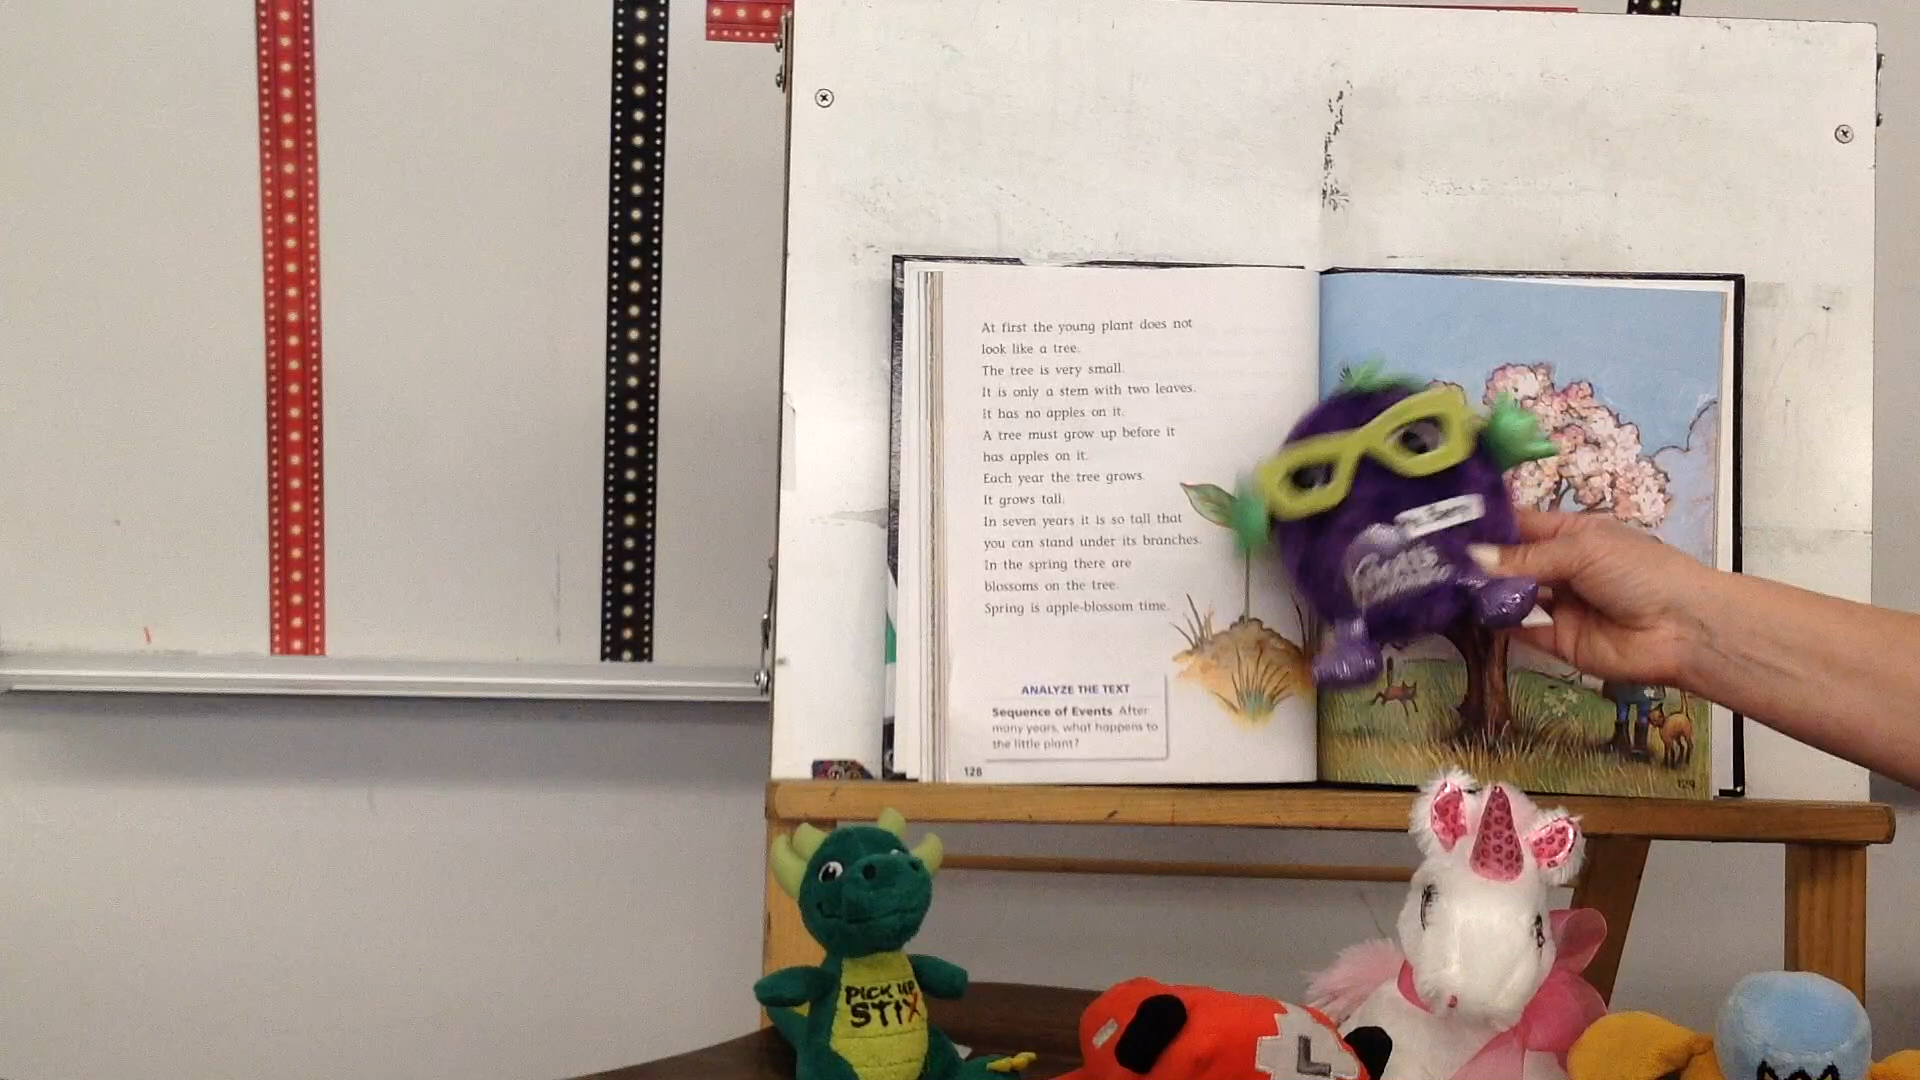 At first the young plant does not
look like a tree.
The tree is very small.
It is only a stem with two leaves.
It has no apples on it.
A tree must grow up before it
has apples on it.
Each year the tree grows.
It grows tall.
In seven years it is so tall that
you can stand under its branches.
In the spring there are
blossoms on the tree.
Spring is apple-blossom time.
ANALYZE THE TEXT
Sequence of Events After
many years, what happens to
the little plant?
128
129
PICK UP
STIX